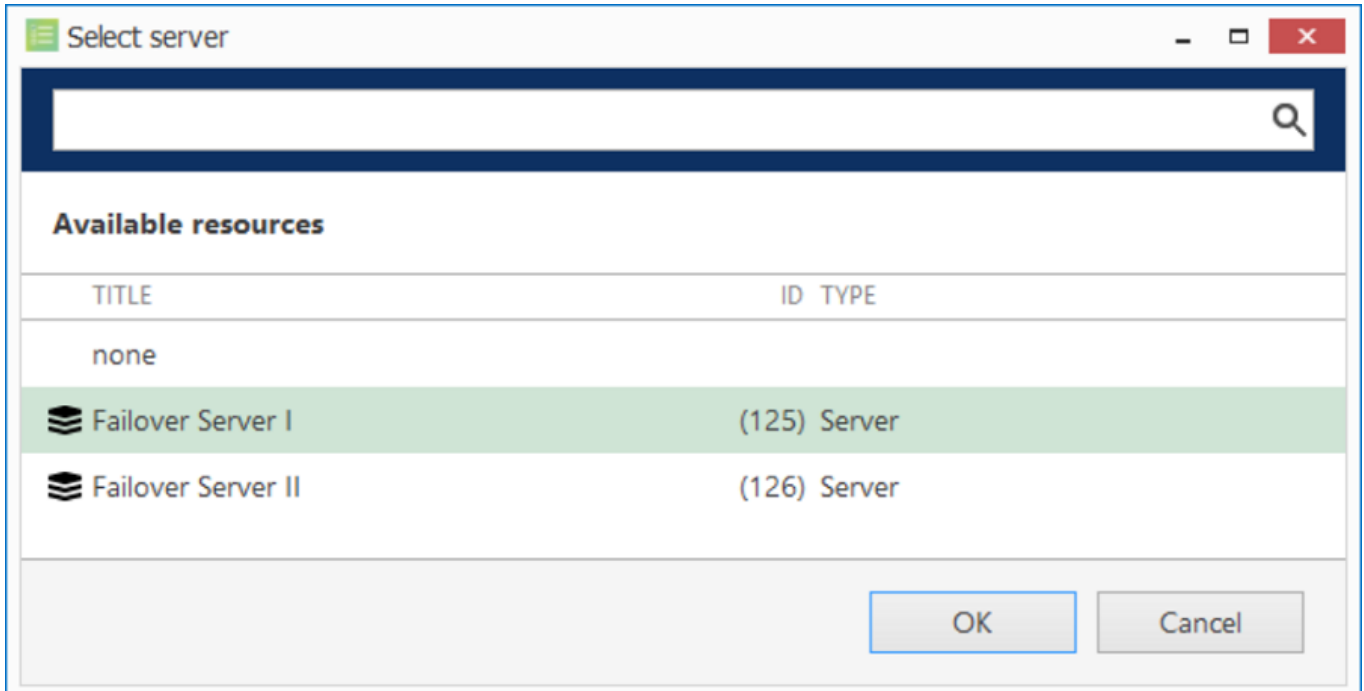 Select server
Available resources
TITLE ID TYPE
none
Failover Server I (125) Server
Failover Server II (126) Server
OK Cancel